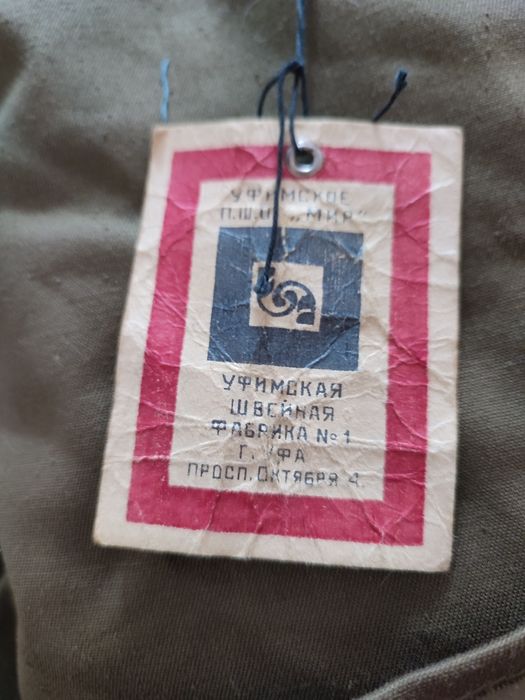 УФИМСКОЕ
П.Ш.О. „МИР"
УФИМСКАЯ
ШВЕЙНАЯ
ФАБРИКА №1
Г. УФА
ПРОСП. ОКТЯБРЯ 4.